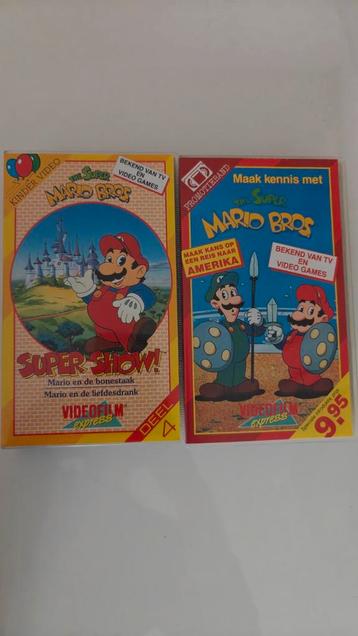 KINDER VIDEO
THE SUPER
MARIO BROS
BEKEND VAN TV
EN
VIDEO GAMES
SUPER SHOW!
Mario en de bonestaak
Mario en de liefdesdrank
VIDEOFILM
express
DEEL 4
PROMOTIEBAND
Maak kennis met
THE SUPER
MARIO BROS
MAAK KANS OP
EEN REIS NAAR
AMERIKA
BEKEND VAN TV
EN
VIDEO GAMES
VIDEOFILM
express
9.95